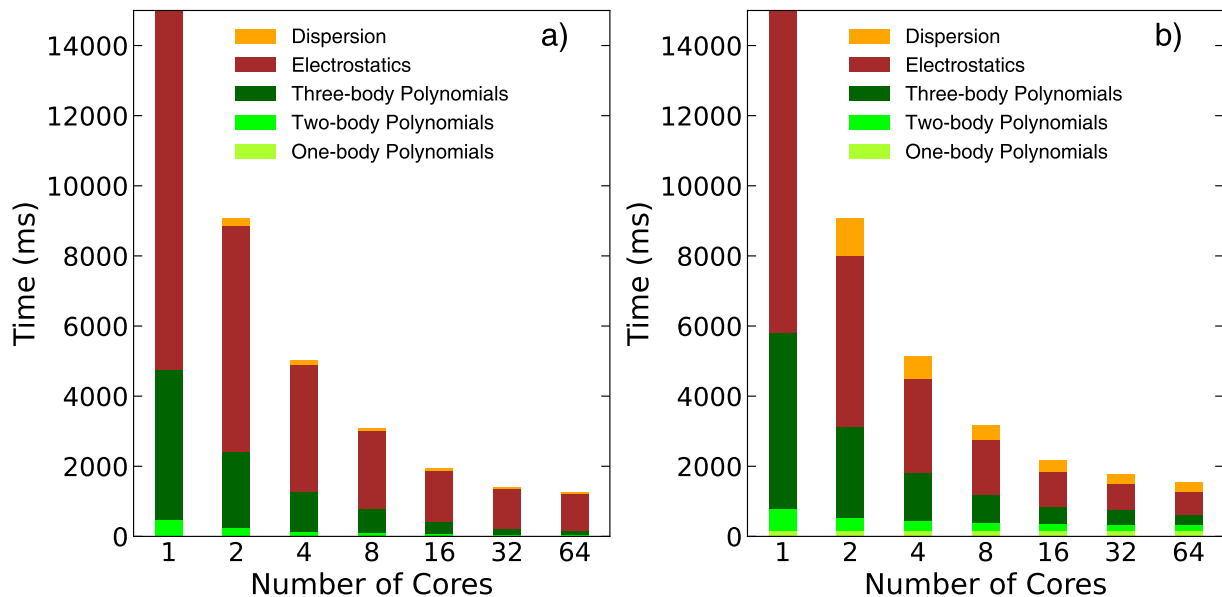 a)
Dispersion
Electrostatics
Three-body Polynomials
Two-body Polynomials
One-body Polynomials
14000
12000
10000
8000
6000
4000
2000
0
Time (ms)
1 2 4 8 16 32 64
Number of Cores
b)
Dispersion
Electrostatics
Three-body Polynomials
Two-body Polynomials
One-body Polynomials
14000
12000
10000
8000
6000
4000
2000
0
Time (ms)
1 2 4 8 16 32 64
Number of Cores